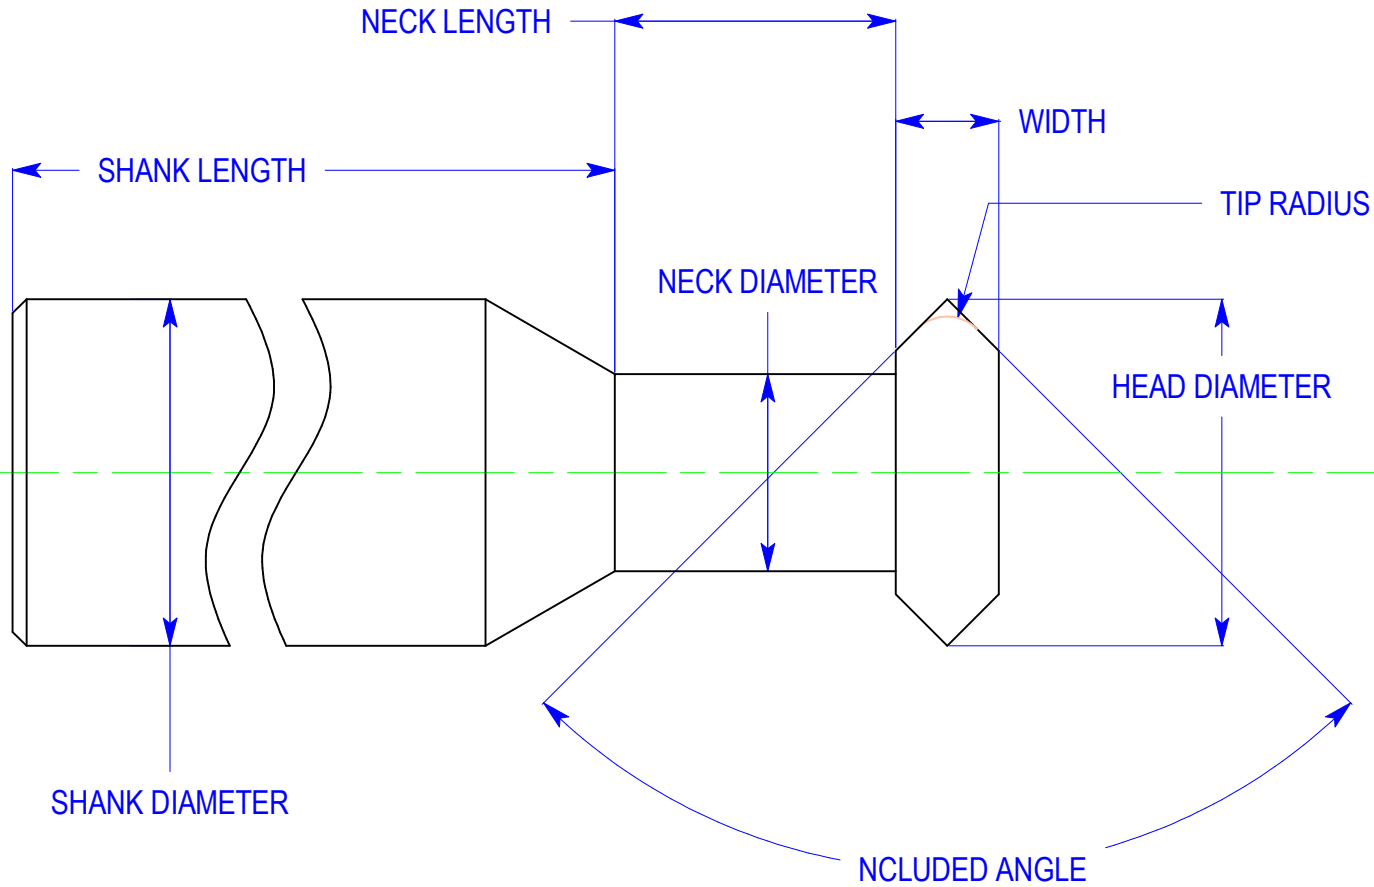 NECK LENGTH
WIDTH
SHANK LENGTH
TIP RADIUS
NECK DIAMETER
HEAD DIAMETER
SHANK DIAMETER
NCLUDED ANGLE